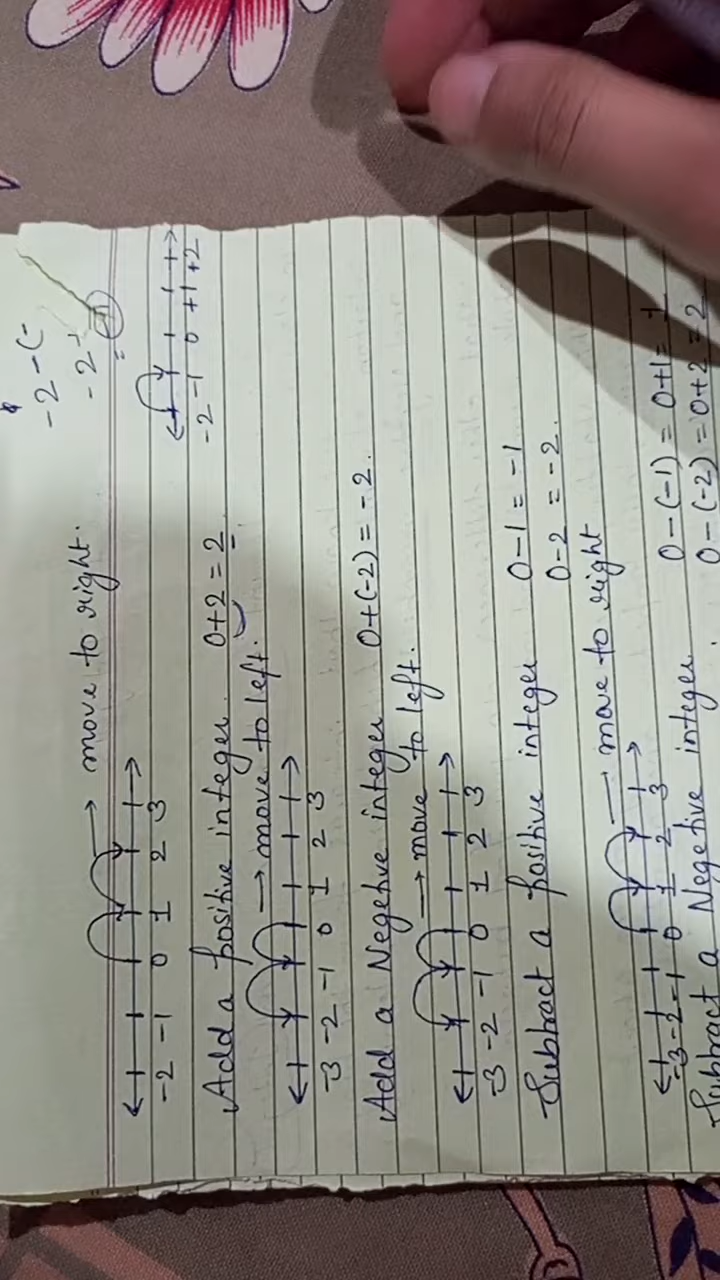 -2 -(-
-2+
=
→ move to right.
-2 -1 0 1 2 3
-2 -1 0 +1 +2
Add a positive integer 0+2 = 2
→ move to left.
-3 -2 -1 0 1 2 3
Add a Negetive integer 0+(-2) = -2.
→ move to left.
-3 -2 -1 0 1 2 3
Subtract a positive integer 0-1 = -1
0-2 = -2.
→ move to right
-3 -2 -1 0 1 2 3
Subtract a Negetive integer 0-(-1) = 0+1 = 1
0-(-2) = 0+2 = 2